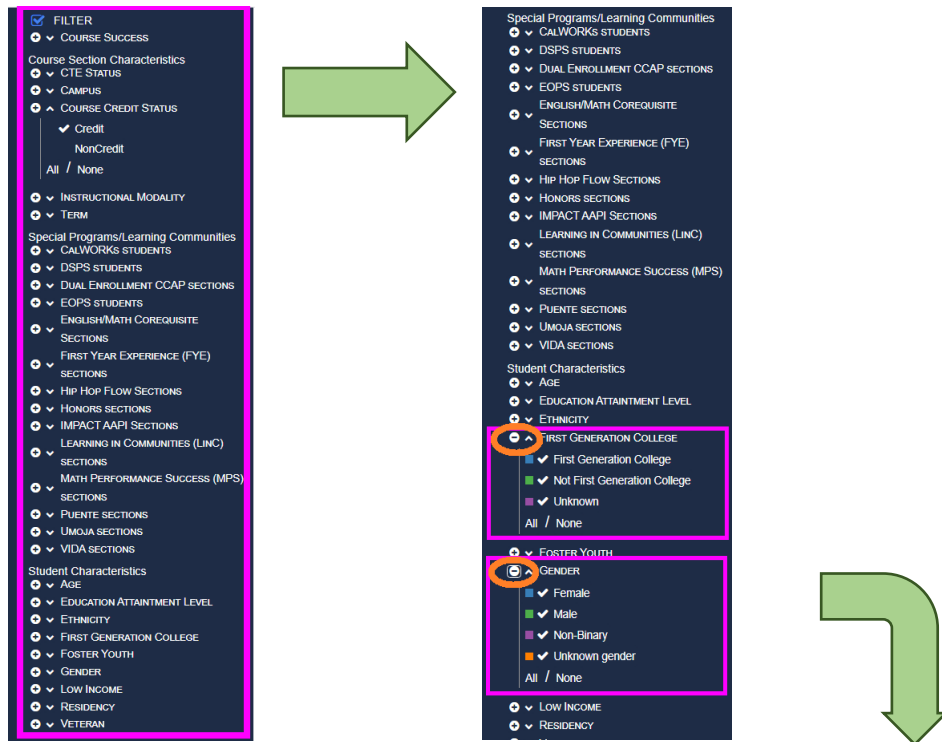 FILTER
Course Success
Course Section Characteristics
CTE Status
Campus
Course Credit Status
Credit
NonCredit
All / None
Instructional Modality
Term
Special Programs/Learning Communities
CalWORKs students
DSPS students
Dual Enrollment CCAP sections
EOPS students
English/Math Corequisite
Sections
First Year Experience (FYE)
sections
Hip Hop Flow Sections
Honors sections
IMPACT AAPI Sections
Learning in Communities (LinC)
sections
Math Performance Success (MPS)
sections
Puente sections
Umoja sections
VIDA sections
Student Characteristics
Age
Education Attaintment Level
Ethnicity
First Generation College
Foster Youth
Gender
Low Income
Residency
Veteran
Special Programs/Learning Communities
CalWORKs students
DSPS students
Dual Enrollment CCAP sections
EOPS students
English/Math Corequisite
Sections
First Year Experience (FYE)
sections
Hip Hop Flow Sections
Honors sections
IMPACT AAPI Sections
Learning in Communities (LinC)
sections
Math Performance Success (MPS)
sections
Puente sections
Umoja sections
VIDA sections
Student Characteristics
Age
Education Attaintment Level
Ethnicity
First Generation College
First Generation College
Not First Generation College
Unknown
All / None
Foster Youth
Gender
Female
Male
Non-Binary
Unknown gender
All / None
Low Income
Residency